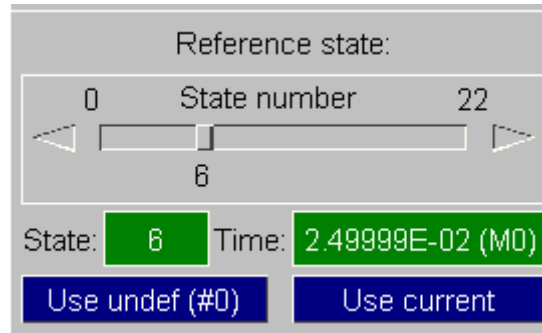 Reference state:
0 State number 22
6
State: 6 Time: 2.49999E-02 (M0)
Use undef (#0) Use current